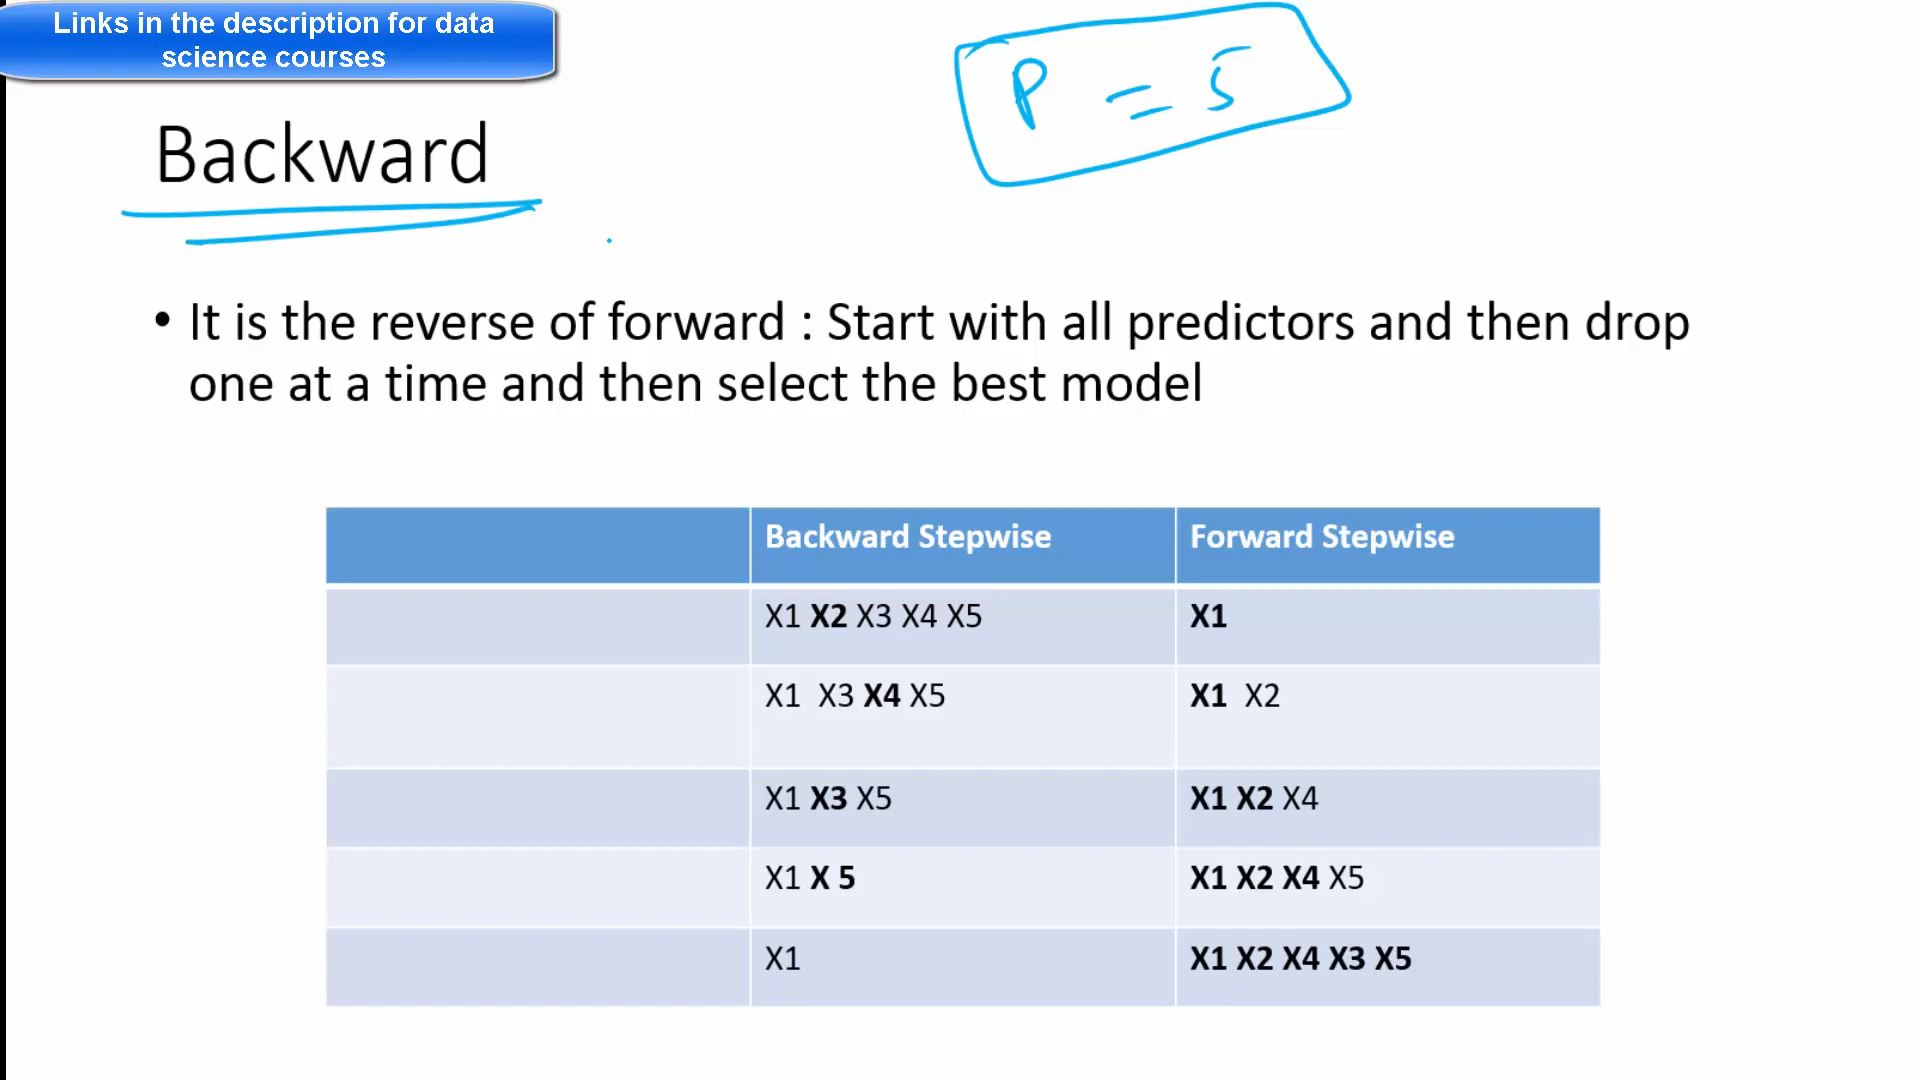 Links in the description for data
science courses
P = 5
Backward
• It is the reverse of forward : Start with all predictors and then drop
one at a time and then select the best model
Backward Stepwise Forward Stepwise
X1 X2 X3 X4 X5 X1
X1 X3 X4 X5 X1 X2
X1 X3 X5 X1 X2 X4
X1 X 5 X1 X2 X4 X5
X1 X1 X2 X4 X3 X5